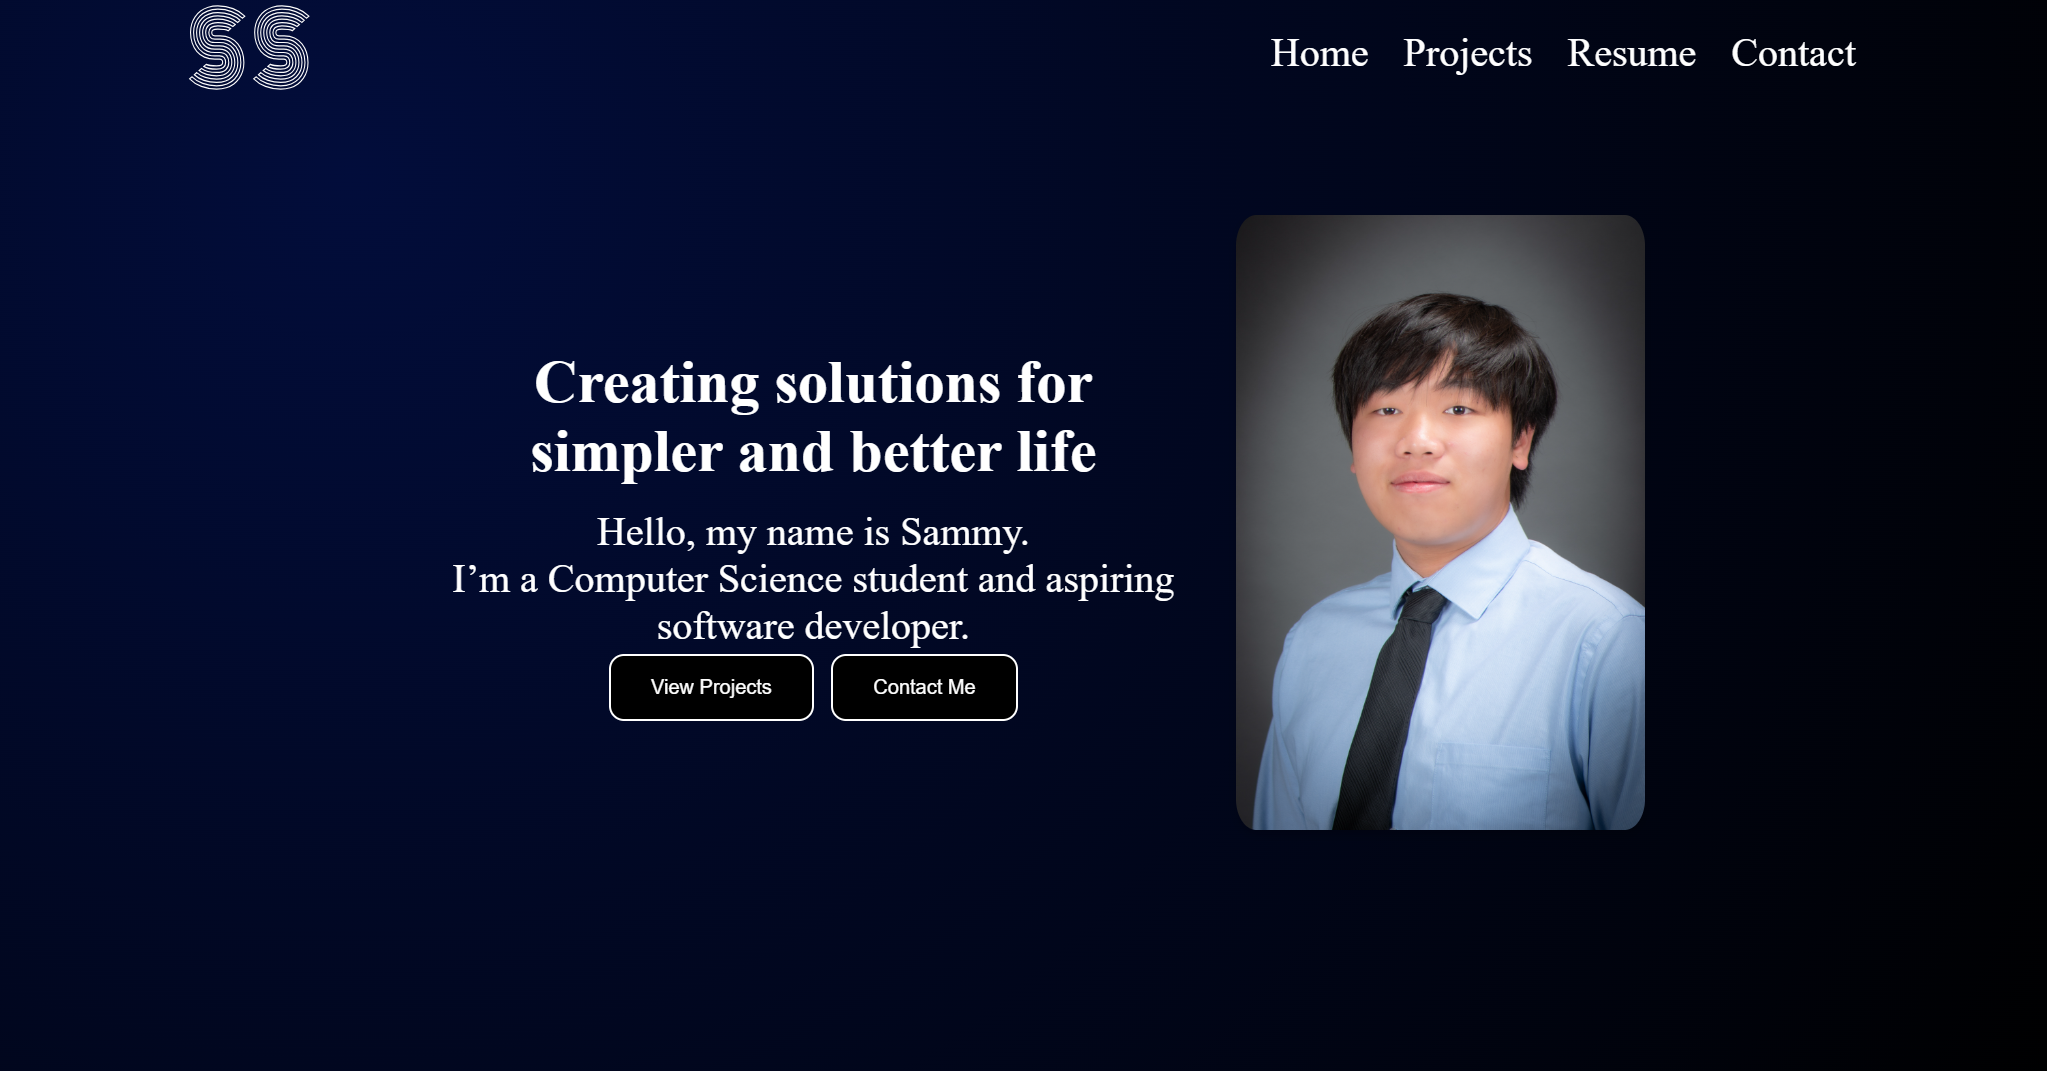 SS
Home Projects Resume Contact
Creating solutions for
simpler and better life
Hello, my name is Sammy.
I’m a Computer Science student and aspiring
software developer.
View Projects Contact Me